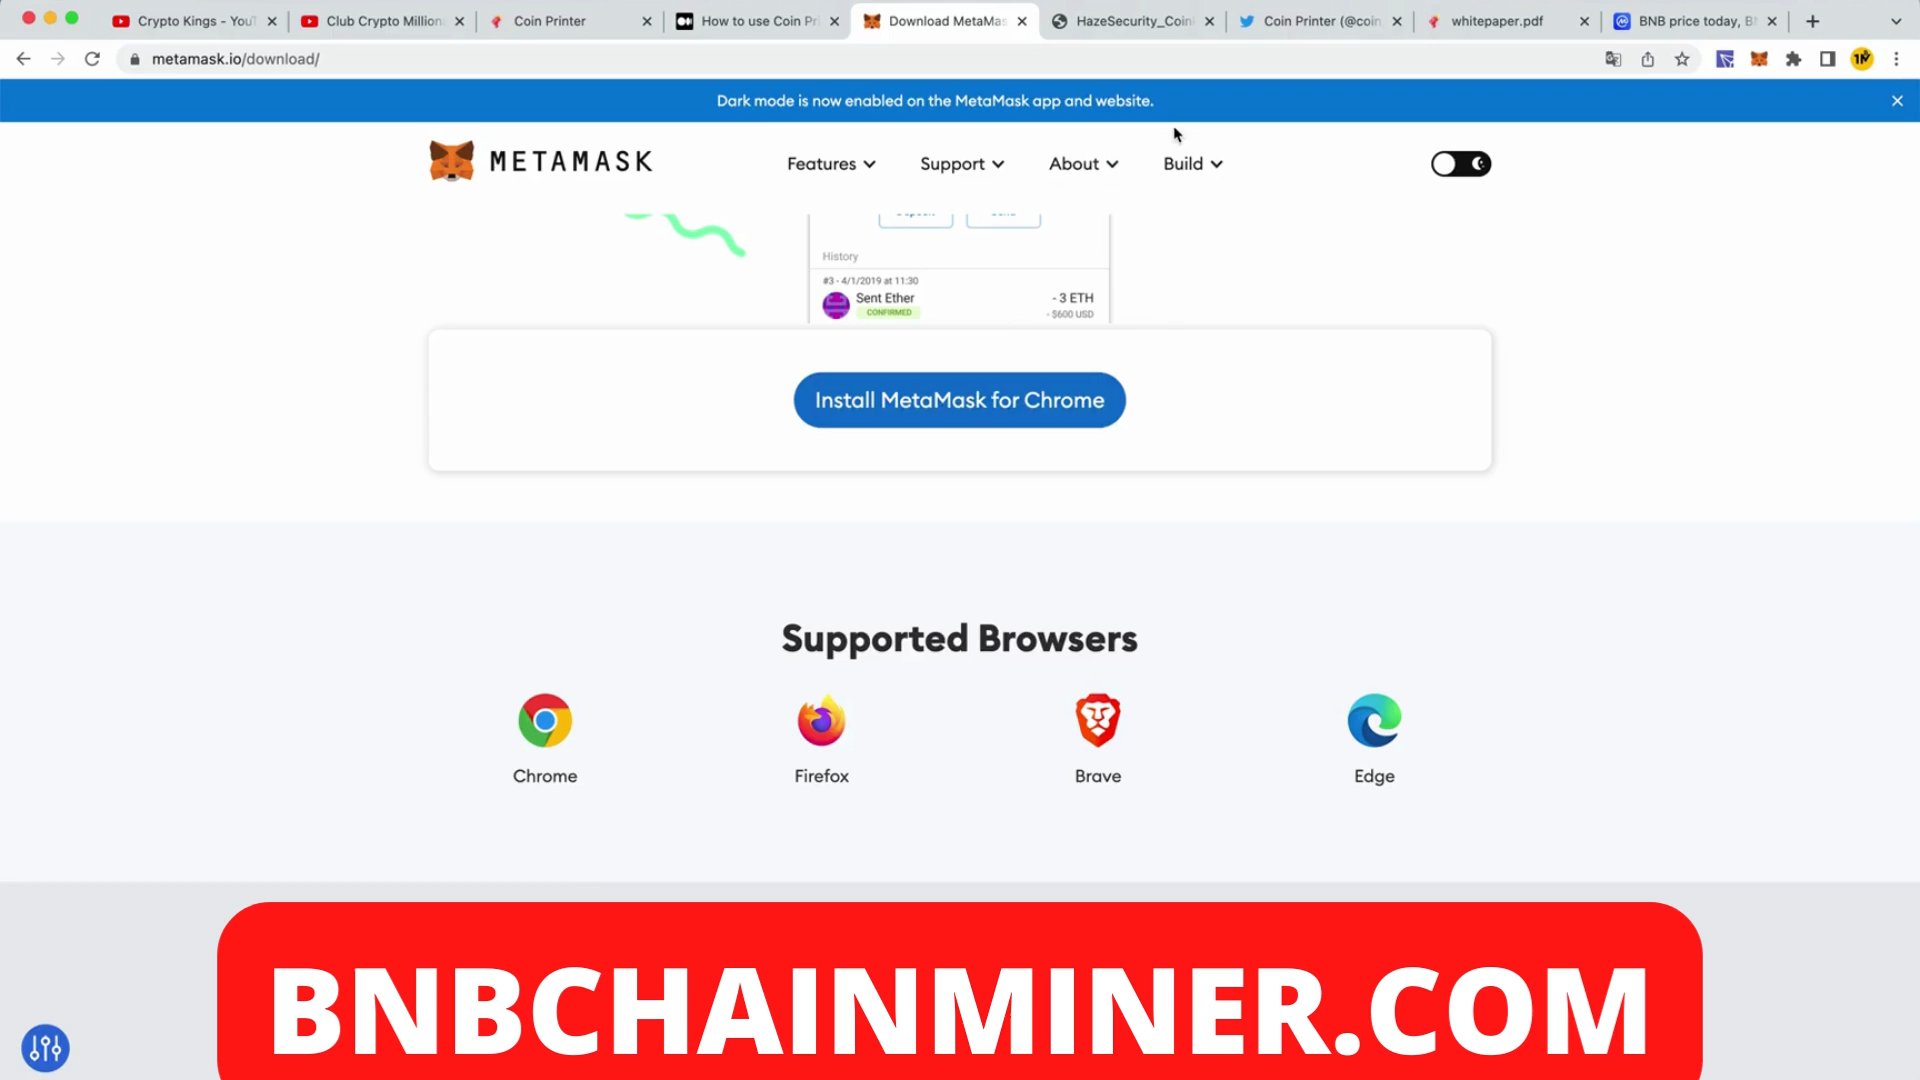 Crypto Kings - YouT
Club Crypto Million
Coin Printer
How to use Coin Pri
Download MetaMas
HazeSecurity_Coin
Coin Printer (@coin
whitepaper.pdf
BNB price today, B
metamask.io/download/
Dark mode is now enabled on the MetaMask app and website.
METAMASK
Features
Support
About
Build
History
#3 - 4/1/2019 at 11:30
Sent Ether
- 3 ETH
CONFIRMED
- $600 USD
Install MetaMask for Chrome
Supported Browsers
Chrome
Firefox
Brave
Edge
BNBCHAINMINER.COM